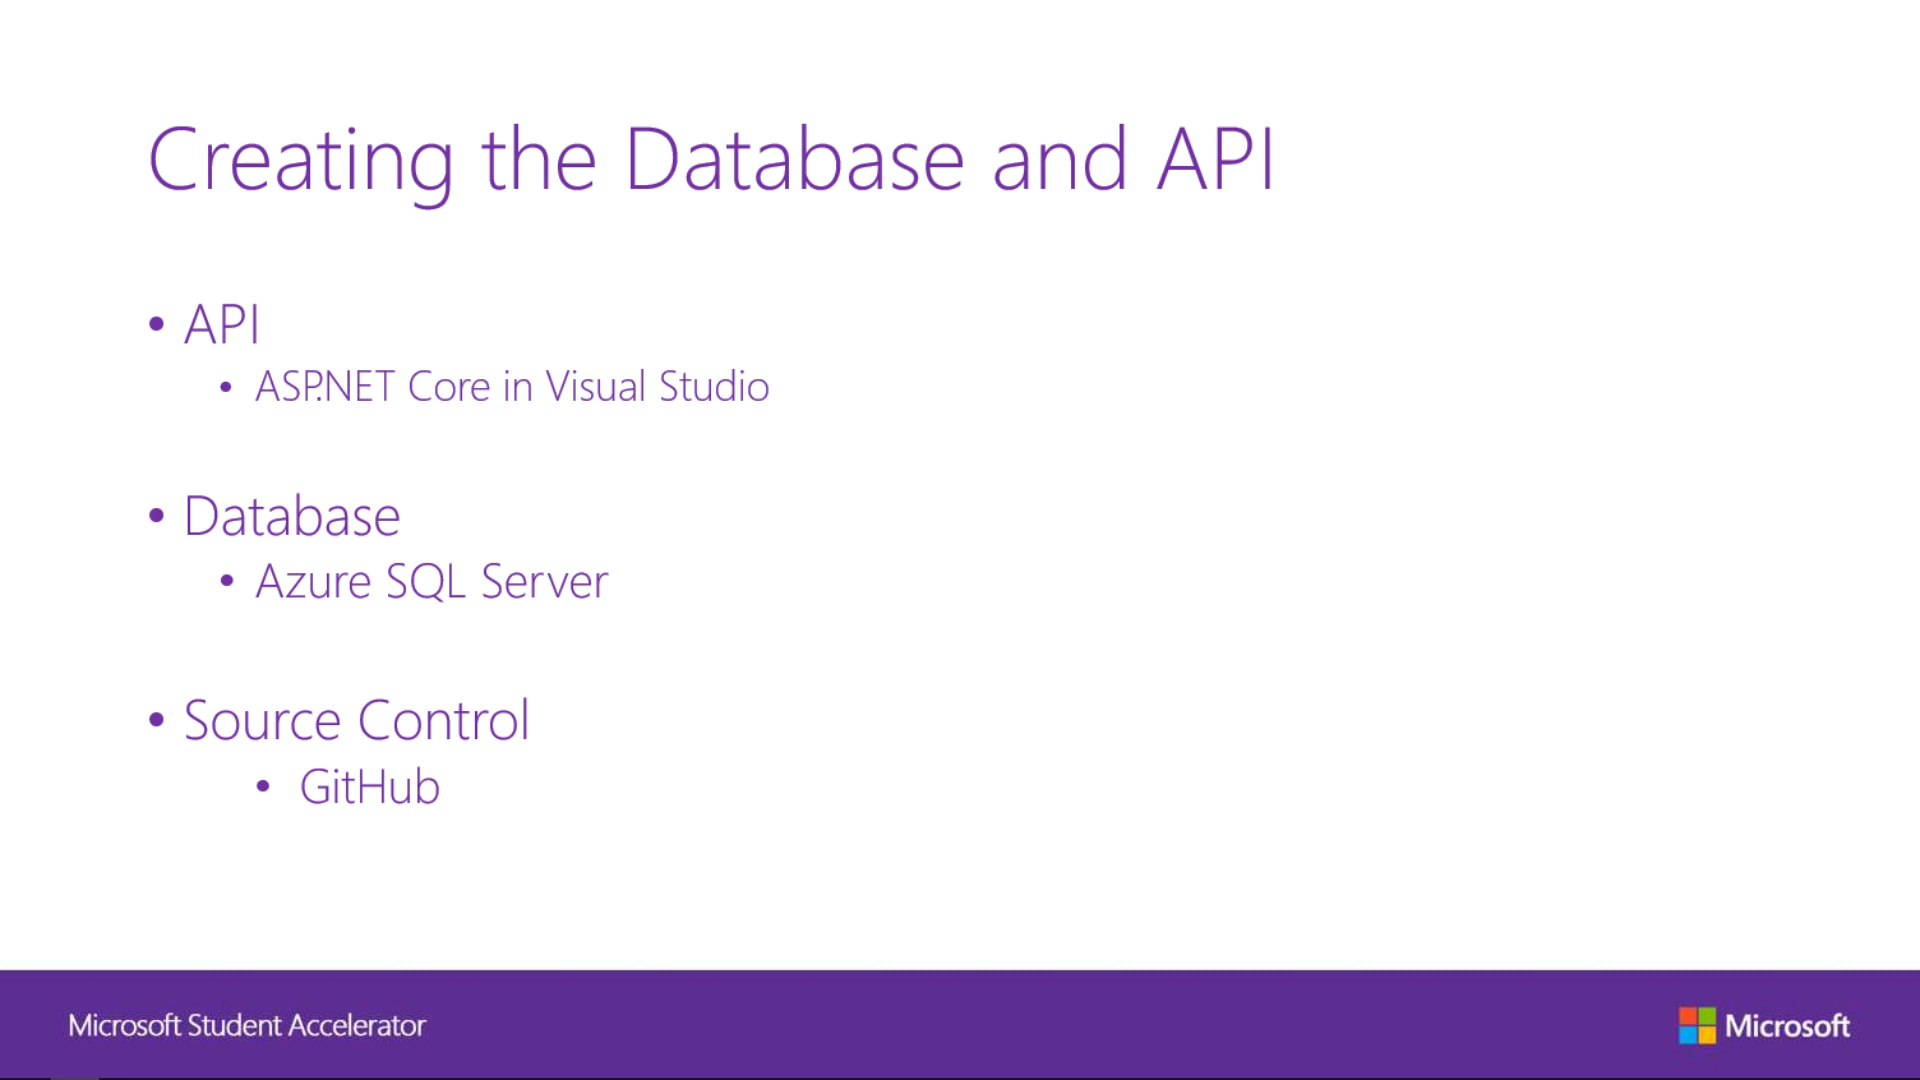 Creating the Database and API
• API
• ASP.NET Core in Visual Studio
• Database
• Azure SQL Server
• Source Control
• GitHub
Microsoft Student Accelerator
Microsoft